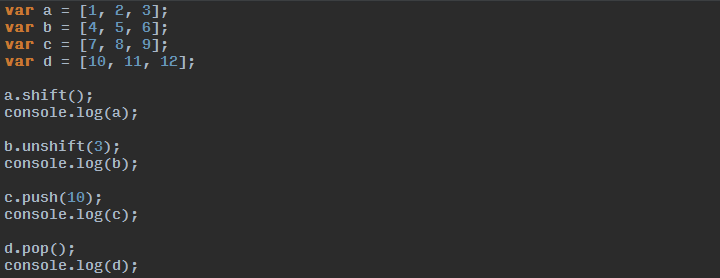 var a = [1, 2, 3];
var b = [4, 5, 6];
var c = [7, 8, 9];
var d = [10, 11, 12];
a.shift();
console.log(a);
b.unshift(3);
console.log(b);
c.push(10);
console.log(c);
d.pop();
console.log(d);